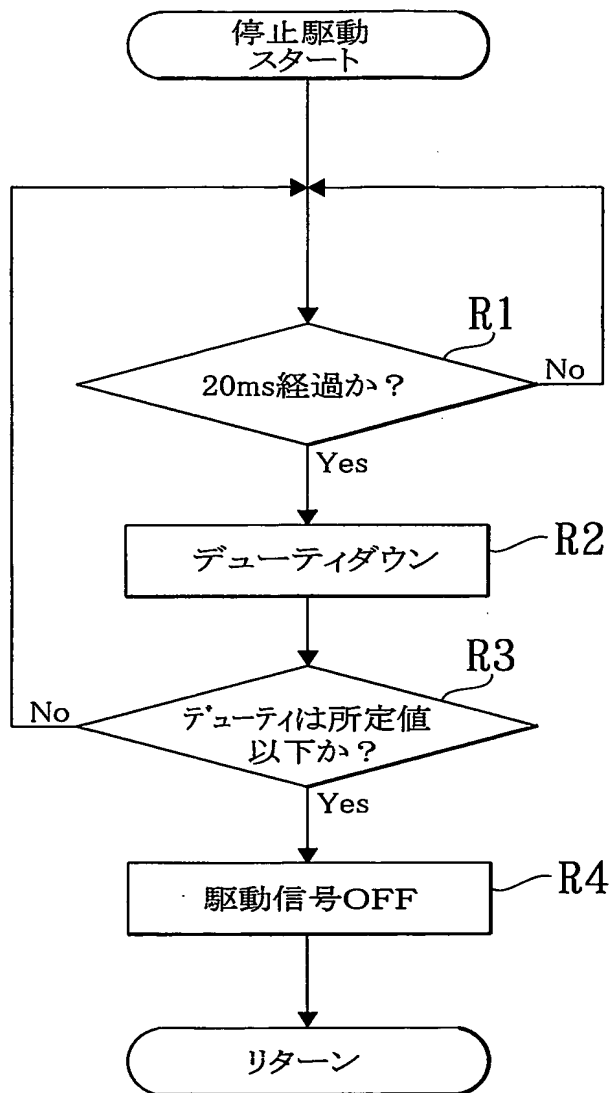 停止駆動
スタート
R1
20ms経過か?
No
Yes
デューティダウン
R2
R3
デューティは所定値
以下か?
No
Yes
駆動信号OFF
R4
リターン